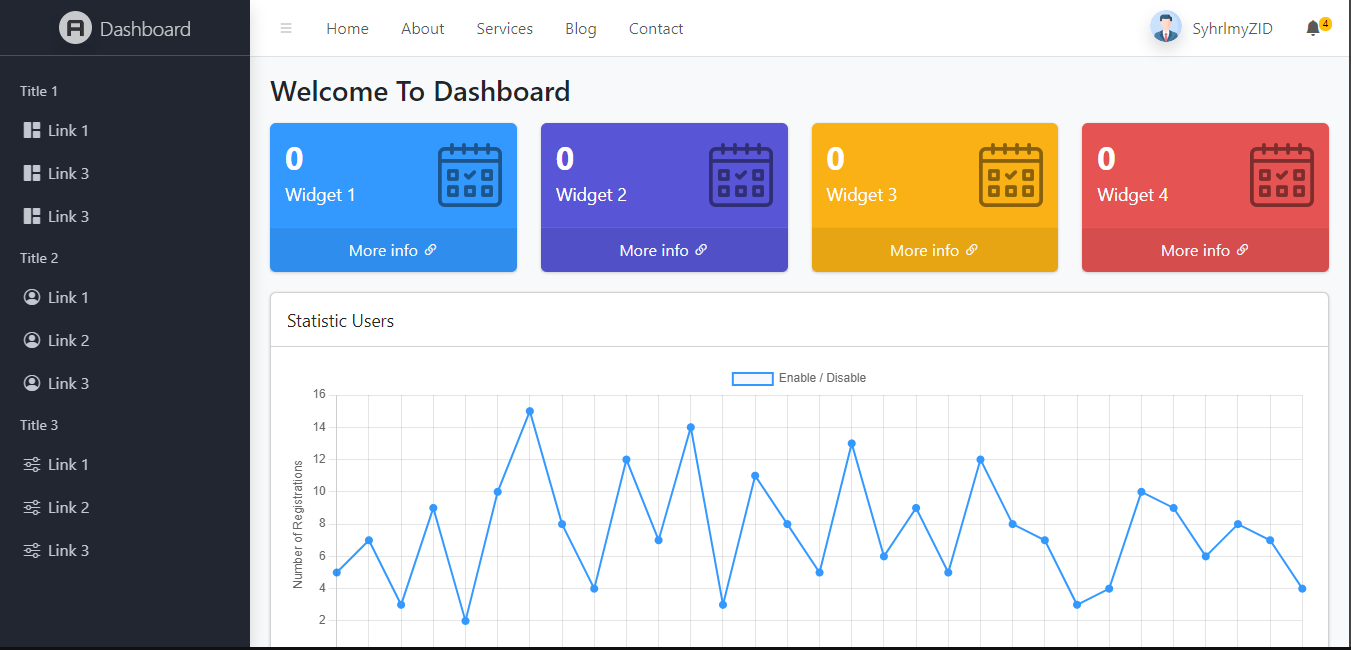 Dashboard
Home About Services Blog Contact
SyhrlmyZID
4
Title 1
Link 1
Link 3
Link 3
Title 2
Link 1
Link 2
Link 3
Title 3
Link 1
Link 2
Link 3
Welcome To Dashboard
0
Widget 1
More info
0
Widget 2
More info
0
Widget 3
More info
0
Widget 4
More info
Statistic Users
Enable / Disable
Number of Registrations
16
14
12
10
8
6
4
2